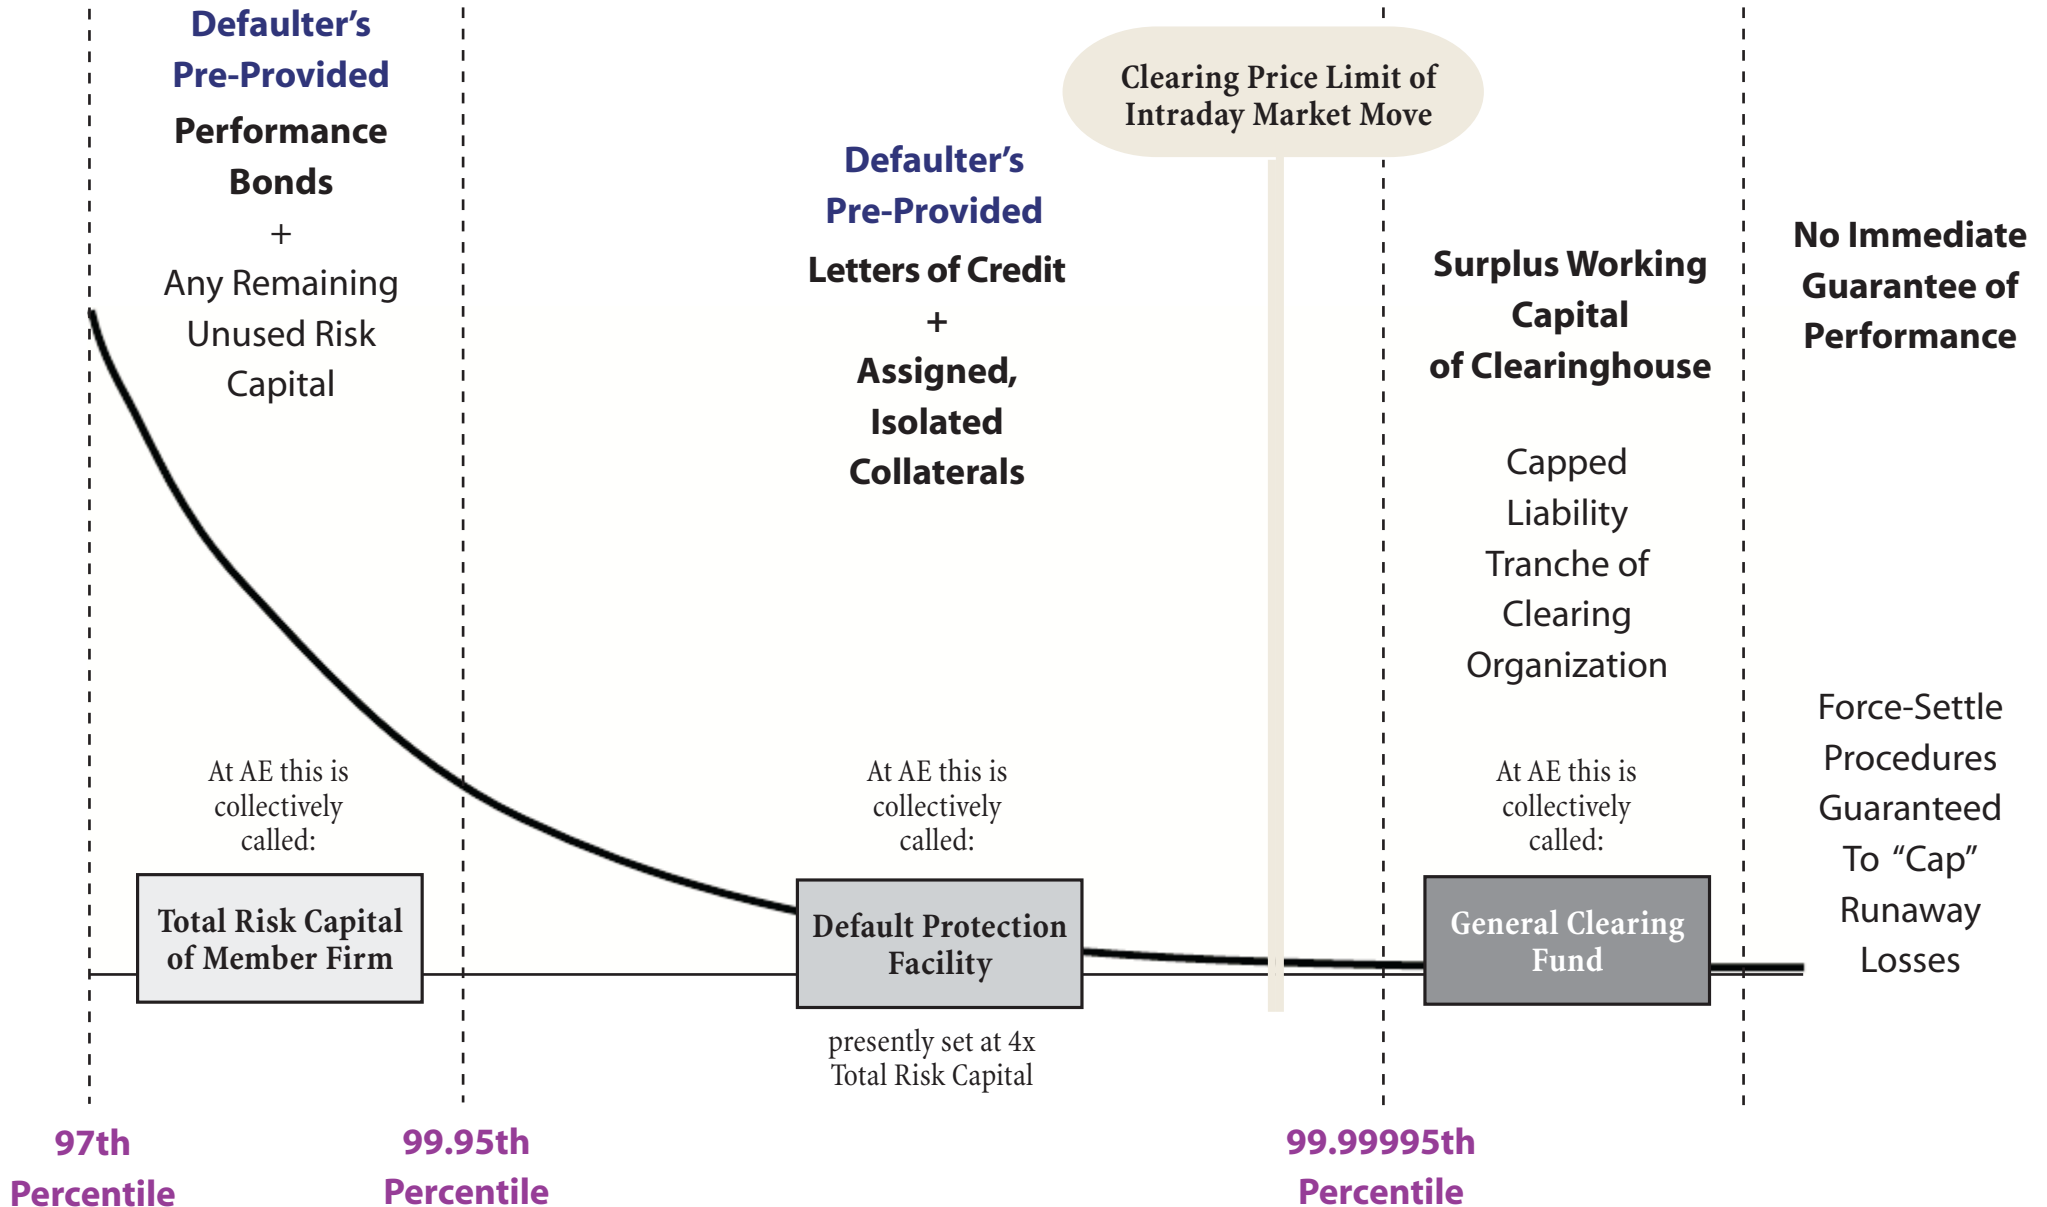 Defaulter’s
Pre-Provided
Performance
Bonds
+
Any Remaining
Unused Risk
Capital
At AE this is
collectively
called:
Total Risk Capital
of Member Firm
Defaulter’s
Pre-Provided
Letters of Credit
+
Assigned,
Isolated
Collaterals
At AE this is
collectively
called:
Default Protection
Facility
presently set at 4x
Total Risk Capital
Clearing Price Limit of
Intraday Market Move
Surplus Working
Capital
of Clearinghouse
Capped
Liability
Tranche of
Clearing
Organization
At AE this is
collectively
called:
General Clearing
Fund
No Immediate
Guarantee of
Performance
Force-Settle
Procedures
Guaranteed
To “Cap”
Runaway
Losses
97th
Percentile
99.95th
Percentile
99.99995th
Percentile